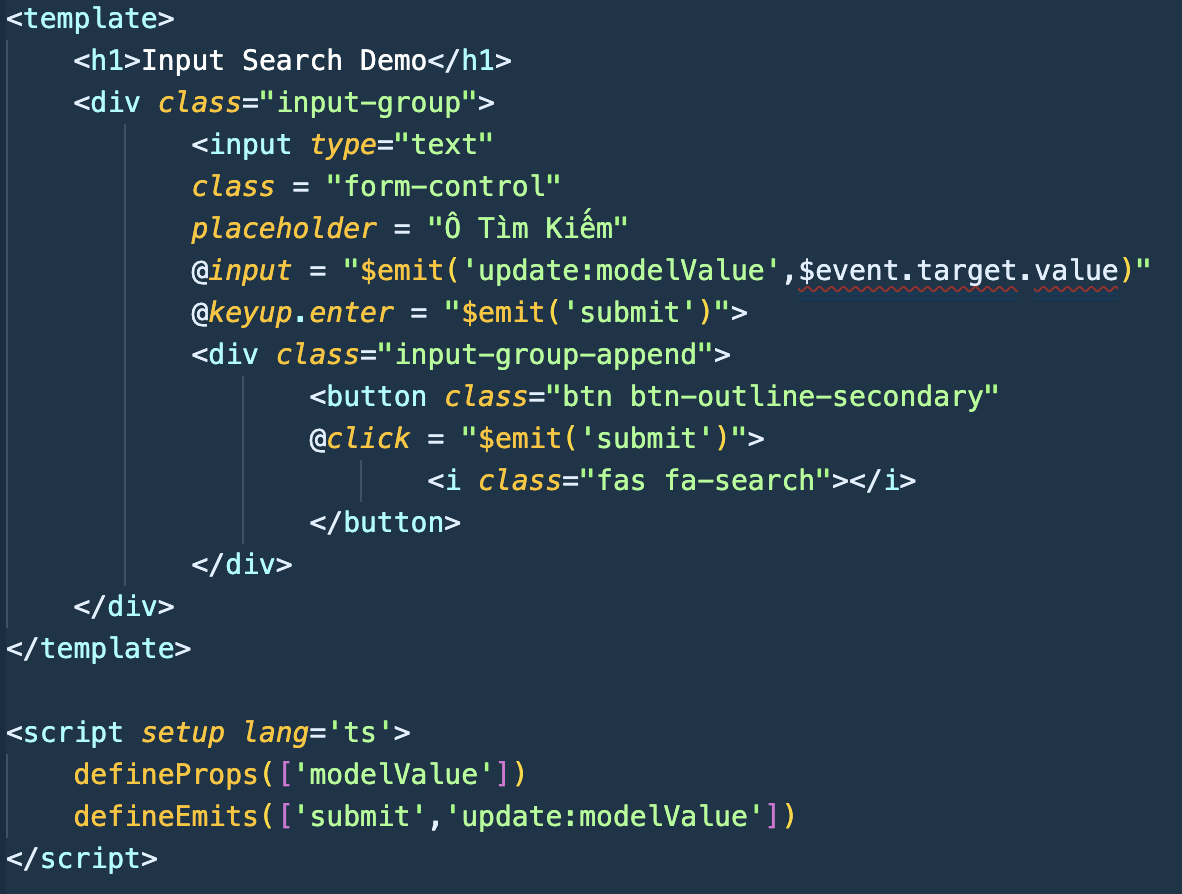 <template>
    <h1>Input Search Demo</h1>
    <div class="input-group">
           <input type="text"
           class = "form-control"
           placeholder = "Ô Tìm Kiếm"
           @input = "$emit('update:modelValue',$event.target.value)"
           @keyup.enter = "$emit('submit')">
           <div class="input-group-append">
                  <button class="btn btn-outline-secondary"
                  @click = "$emit('submit')">
                         <i class="fas fa-search"></i>
                  </button>
           </div>
    </div>
</template>

<script setup lang='ts'>
    defineProps(['modelValue'])
    defineEmits(['submit','update:modelValue'])
</script>